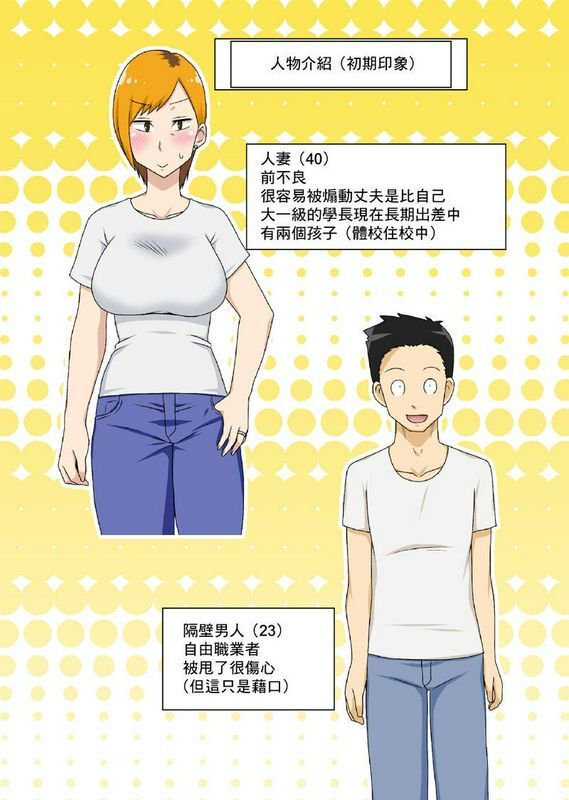 人物介紹（初期印象）
人妻（40）
前不良
很容易被煽動丈夫是比自己
大一級的學長現在長期出差中
有兩個孩子（體校住校中）
隔壁男人（23）
自由職業者
被甩了很傷心
（但這只是藉口）